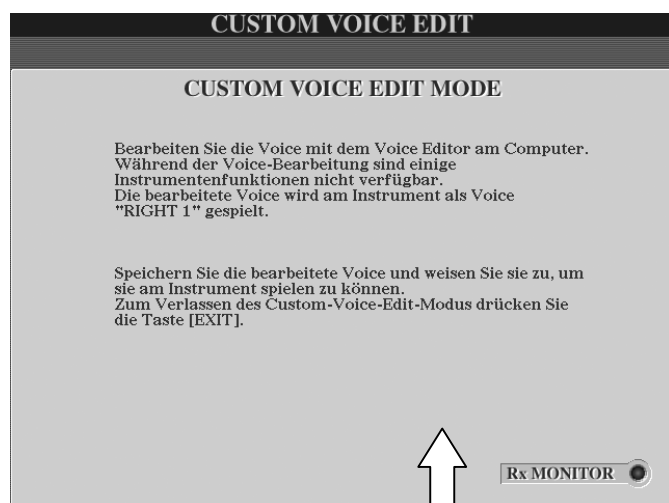 CUSTOM VOICE EDIT
CUSTOM VOICE EDIT MODE
Bearbeiten Sie die Voice mit dem Voice Editor am Computer.
Während der Voice-Bearbeitung sind einige
Instrumentenfunktionen nicht verfügbar.
Die bearbeitete Voice wird am Instrument als Voice
"RIGHT 1" gespielt.
Speichern Sie die bearbeitete Voice und weisen Sie sie zu, um
sie am Instrument spielen zu können.
Zum Verlassen des Custom-Voice-Edit-Modus drücken Sie
die Taste [EXIT].
Rx MONITOR